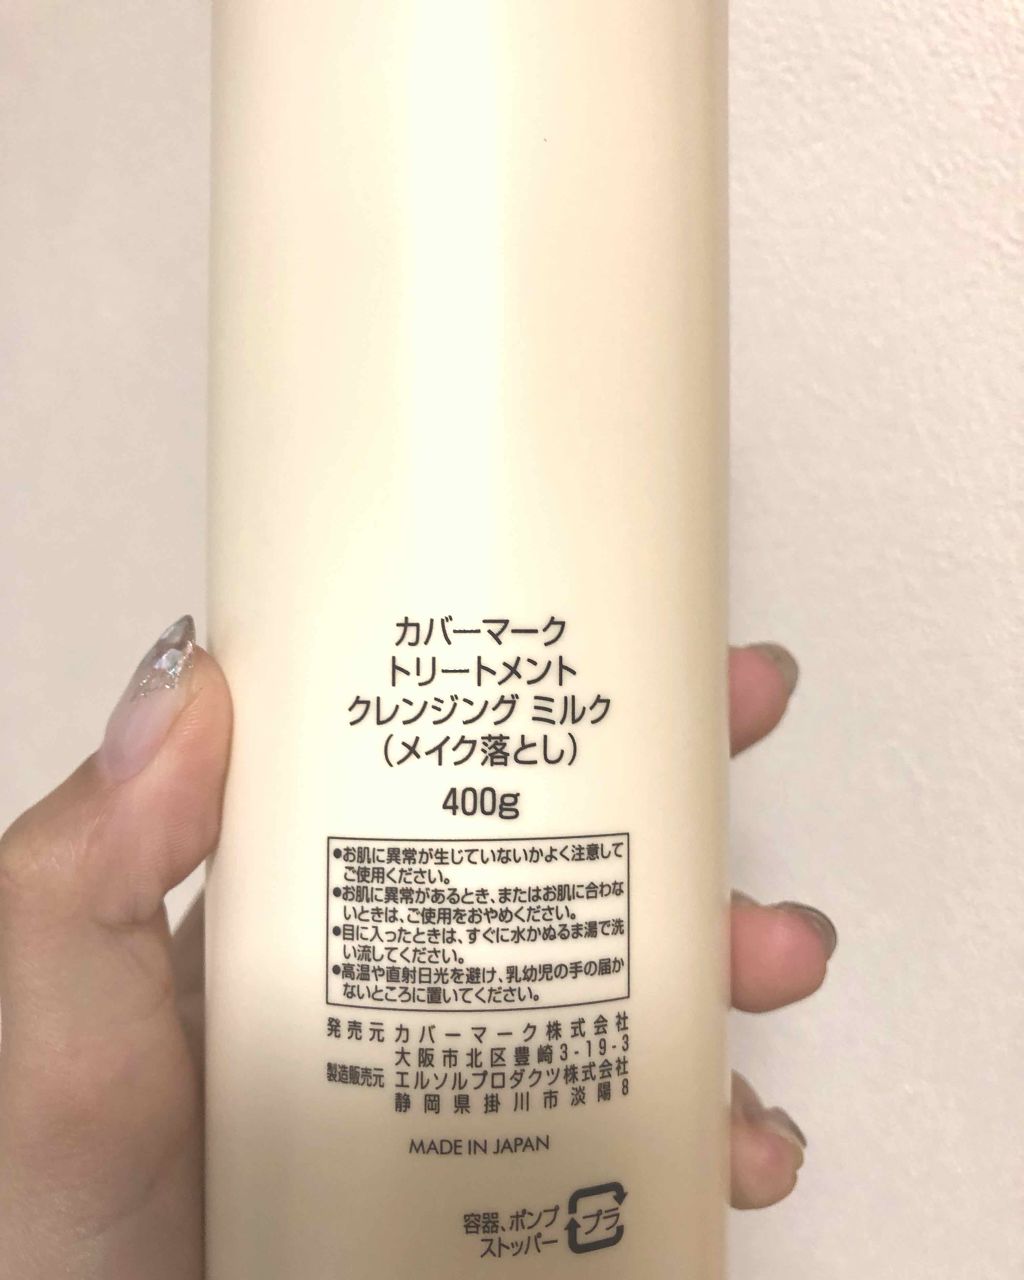 カバーマーク
トリートメント
クレンジング ミルク
（メイク落とし）
400g
●お肌に異常が生じていないかよく注意して
ご使用ください。
●お肌に異常があるとき、またはお肌に合わな
いときは、ご使用をおやめください。
●目に入ったときは、すぐに水かぬるま湯で洗
い流してください。
●高温や直射日光を避け、乳幼児の手の届か
ないところに置いてください。
発売元 カバーマーク株式会社
大阪市北区豊崎3-19-3
製造販売元 エルソルプロダクツ株式会社
静岡県掛川市淡陽8
MADE IN JAPAN
容器、ポンプ
ストッパー
プラ